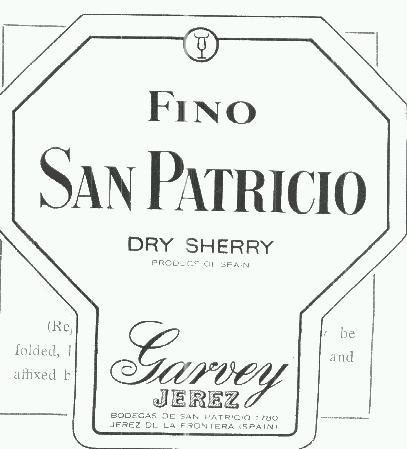 FINO
SAN PATRICIO
DRY SHERRY
PRODUCE OF SPAIN
(Re
folded,
affixed b
be
and
Garvey
JEREZ
BODEGAS DE SAN PATRICIO 1780
JEREZ DE LA FRONTERA (SPAIN)